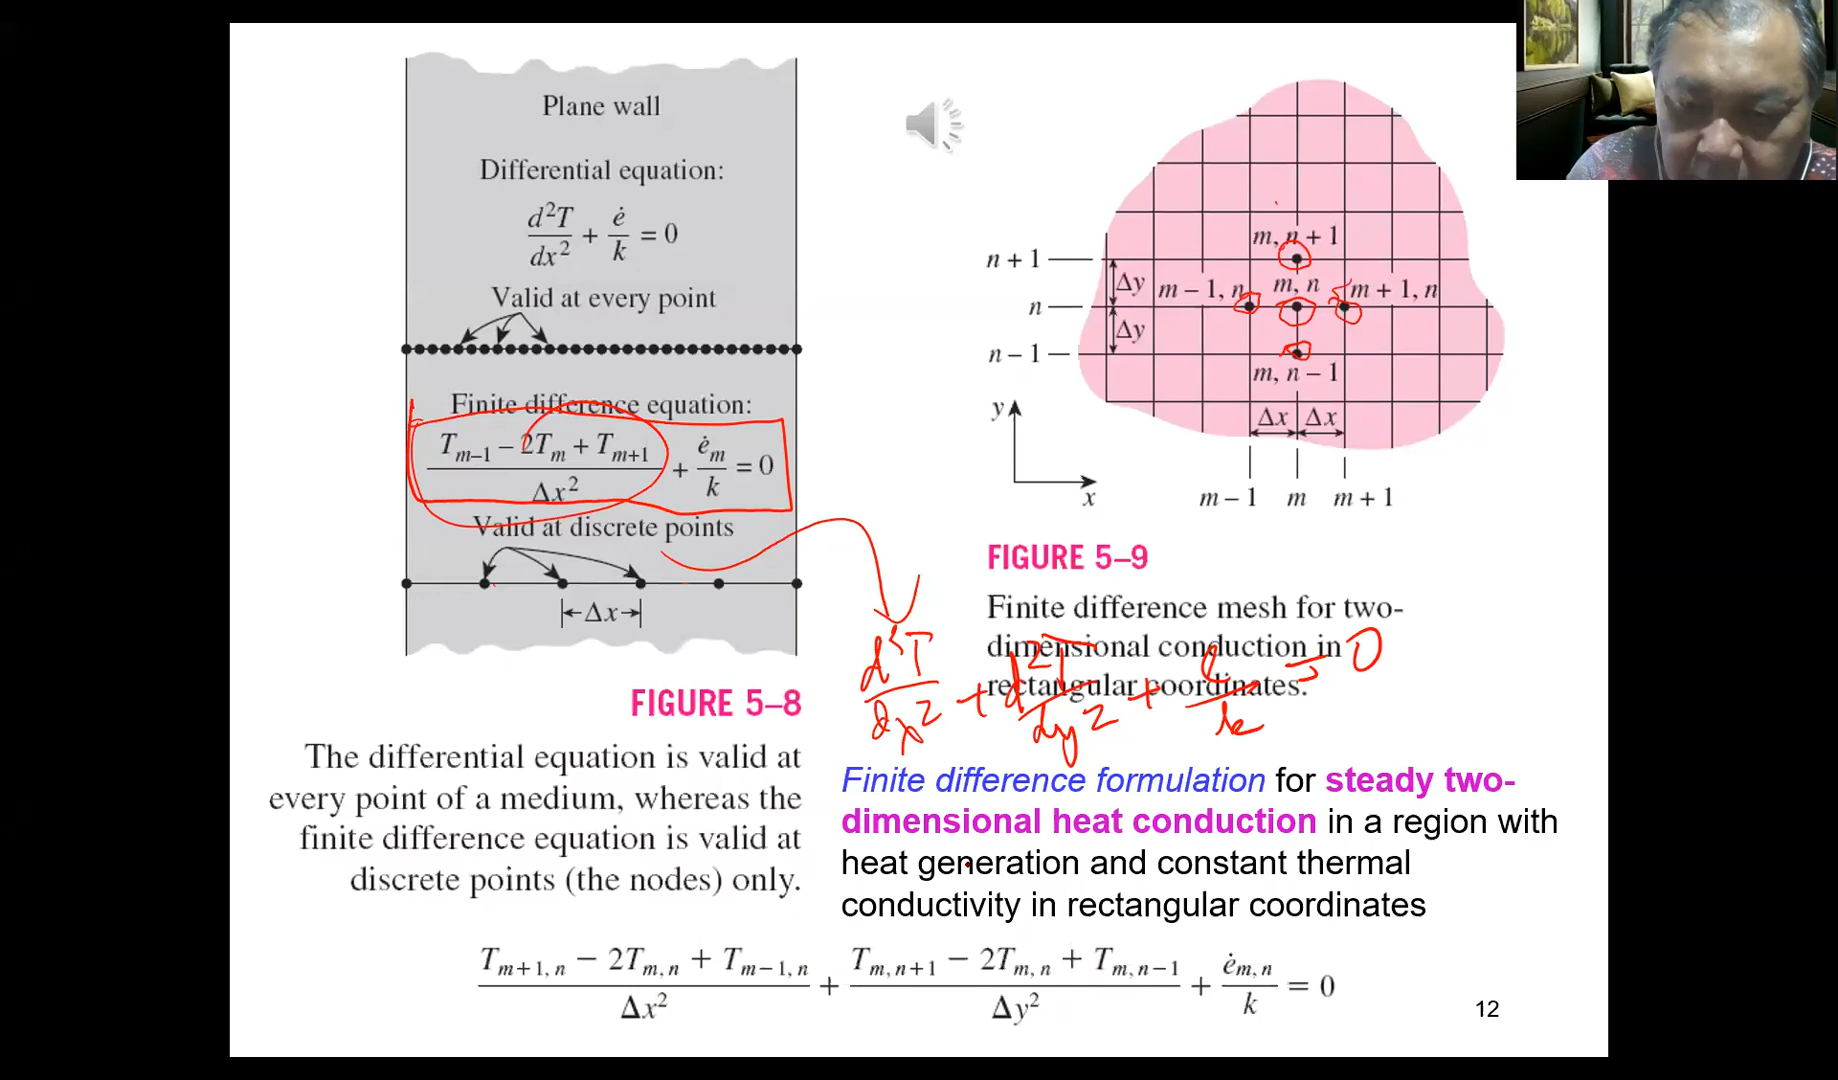 Plane wall
Differential equation:
d²T/dx² + ė/k = 0
Valid at every point
Finite difference equation:
(T_{m−1} − 2T_m + T_{m+1})/Δx² + ė_m/k = 0
Valid at discrete points
Δx
FIGURE 5–8
The differential equation is valid at
every point of a medium, whereas the
finite difference equation is valid at
discrete points (the nodes) only.
m, n + 1
n + 1
Δy
m − 1, n
m, n
m + 1, n
n
Δy
n − 1
m, n − 1
y
Δx
Δx
x
m − 1
m
m + 1
FIGURE 5–9
Finite difference mesh for two-
dimensional conduction in
rectangular coordinates.
d²T/dx² + d²T/dy² + ė/k = 0
Finite difference formulation for steady two-
dimensional heat conduction in a region with
heat generation and constant thermal
conductivity in rectangular coordinates
(T_{m+1, n} − 2T_{m, n} + T_{m−1, n})/Δx² + (T_{m, n+1} − 2T_{m, n} + T_{m, n−1})/Δy² + ė_{m, n}/k = 0
12